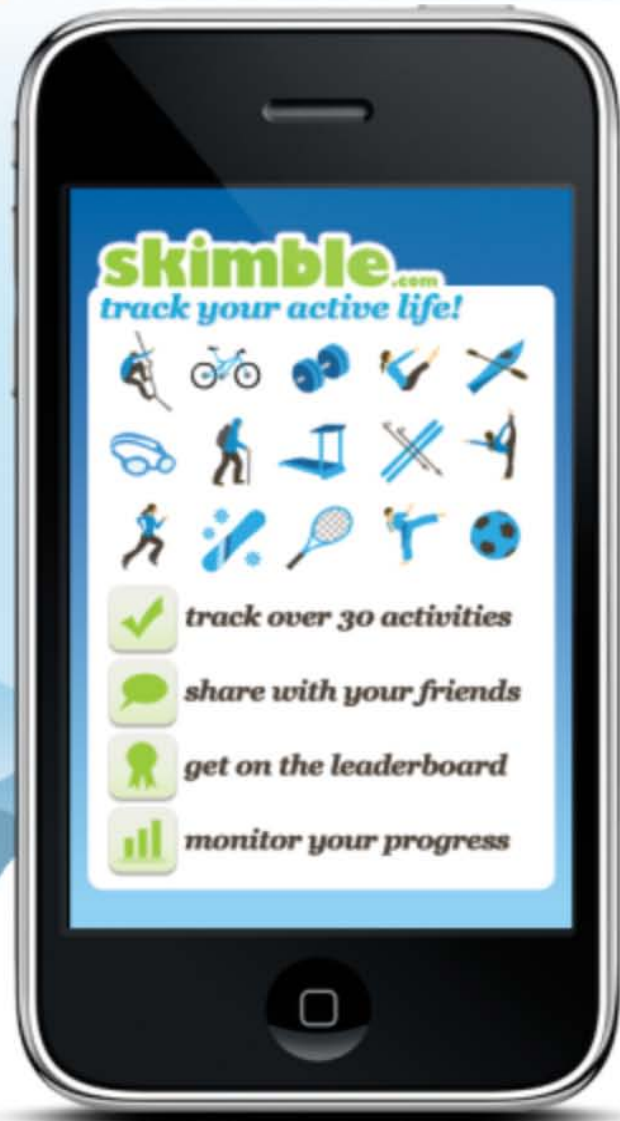 skimble.com
track your active life!
track over 30 activities
share with your friends
get on the leaderboard
monitor your progress